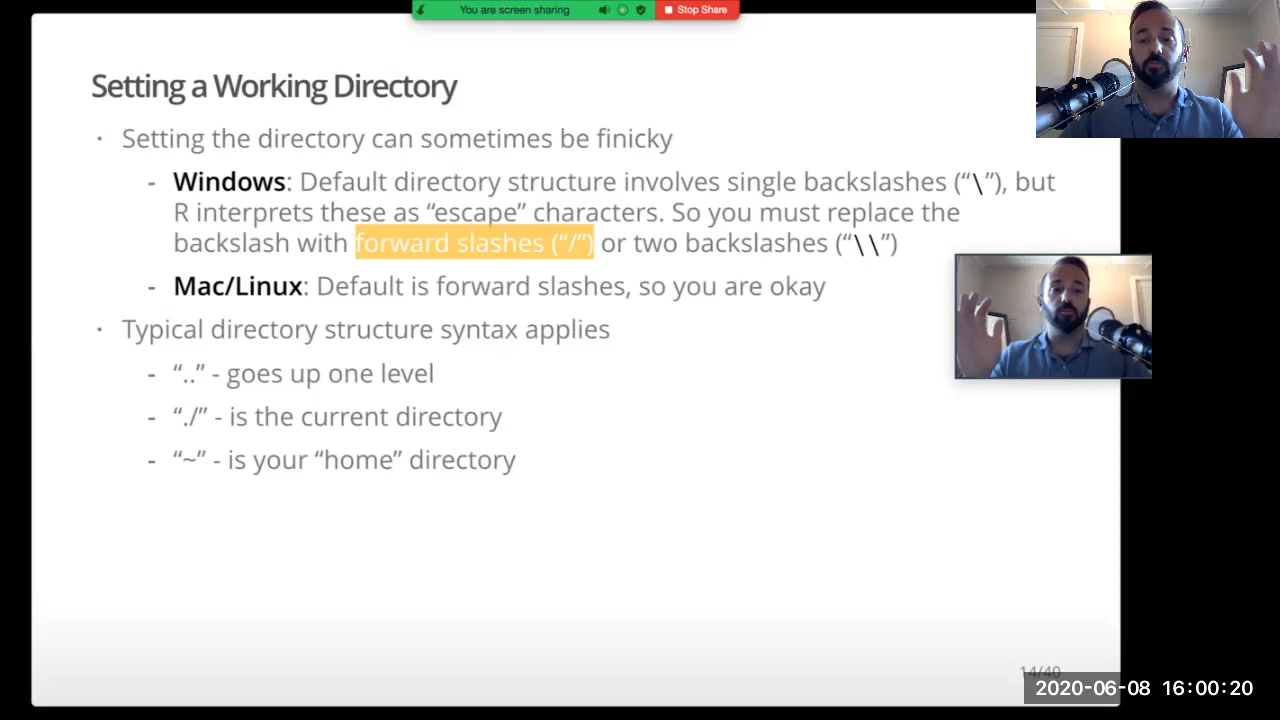 You are screen sharing
Stop Share
Setting a Working Directory
· Setting the directory can sometimes be finicky
- Windows: Default directory structure involves single backslashes (“\”), but
R interprets these as “escape” characters. So you must replace the
backslash with forward slashes (“/”) or two backslashes (“\\”)
- Mac/Linux: Default is forward slashes, so you are okay
· Typical directory structure syntax applies
- “..” - goes up one level
- “./” - is the current directory
- “~” - is your “home” directory
14/40
2020-06-08 16:00:20